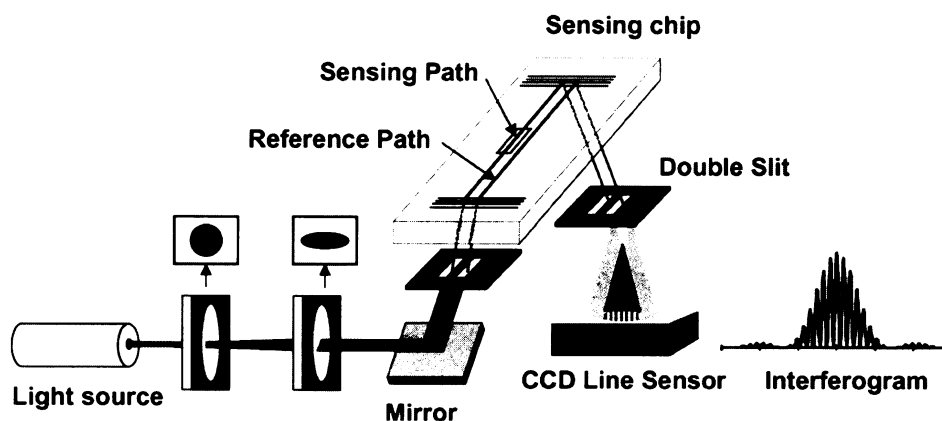 Sensing chip
Sensing Path
Reference Path
Double Slit
Light source
Mirror
CCD Line Sensor
Interferogram